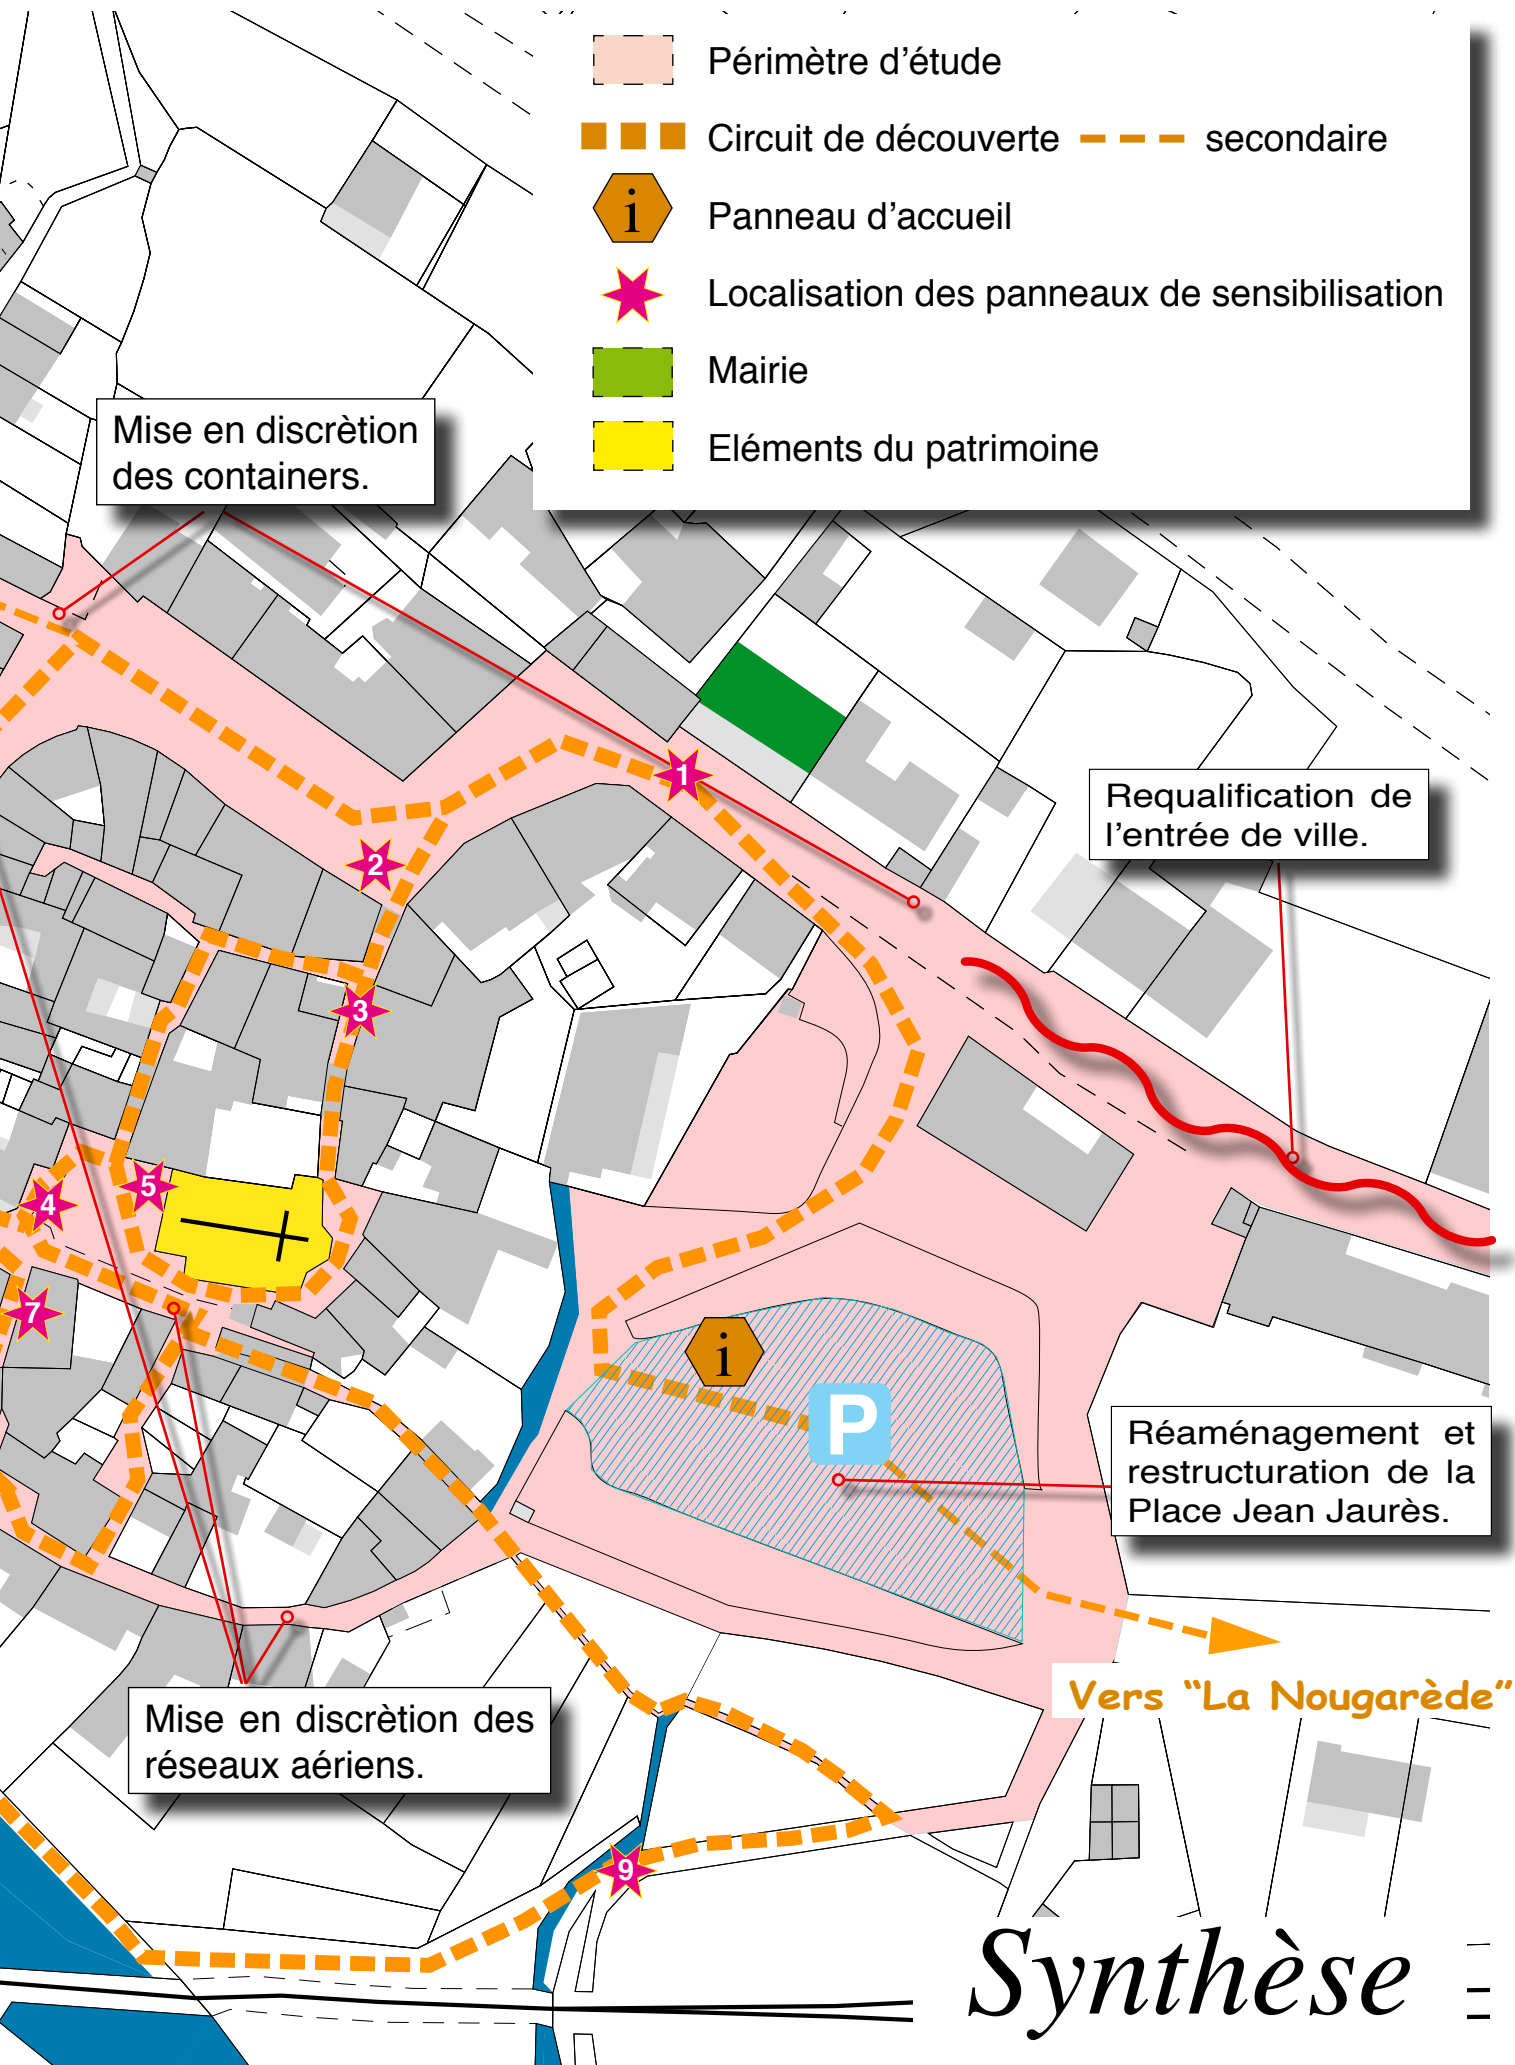 Périmètre d'étude
Circuit de découverte secondaire
i Panneau d'accueil
Localisation des panneaux de sensibilisation
Mairie
Eléments du patrimoine
Mise en discrètion
des containers.
1
Requalification de
l'entrée de ville.
2
3
5
4
7
i
P
Réaménagement et
restructuration de la
Place Jean Jaurès.
Vers “La Nougarède”
Mise en discrètion des
réseaux aériens.
9
Synthèse